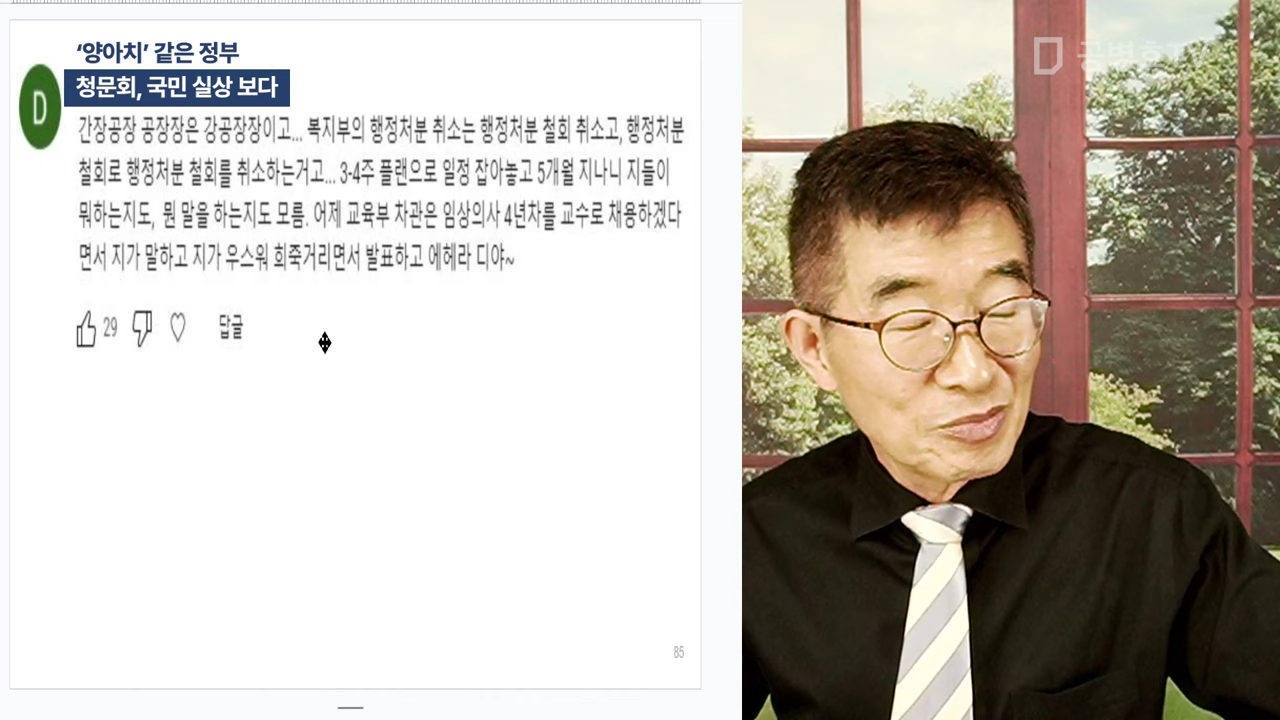 ‘양아치’ 같은 정부
청문회, 국민 실상 보다
D
간장공장 공장장은 강공장장이고... 복지부의 행정처분 취소는 행정처분 철회 취소고, 행정처분
철회로 행정처분 철회를 취소하는거고... 3-4주 플랜으로 일정 잡아놓고 5개월 지나니 지들이
뭐하는지도, 뭔 말을 하는지도 모름. 어제 교육부 차관은 임상의사 4년차를 교수로 채용하겠다
면서 지가 말하고 지가 우스워 희죽거리면서 발표하고 에헤라 디야~
29
답글
85
공병호TV